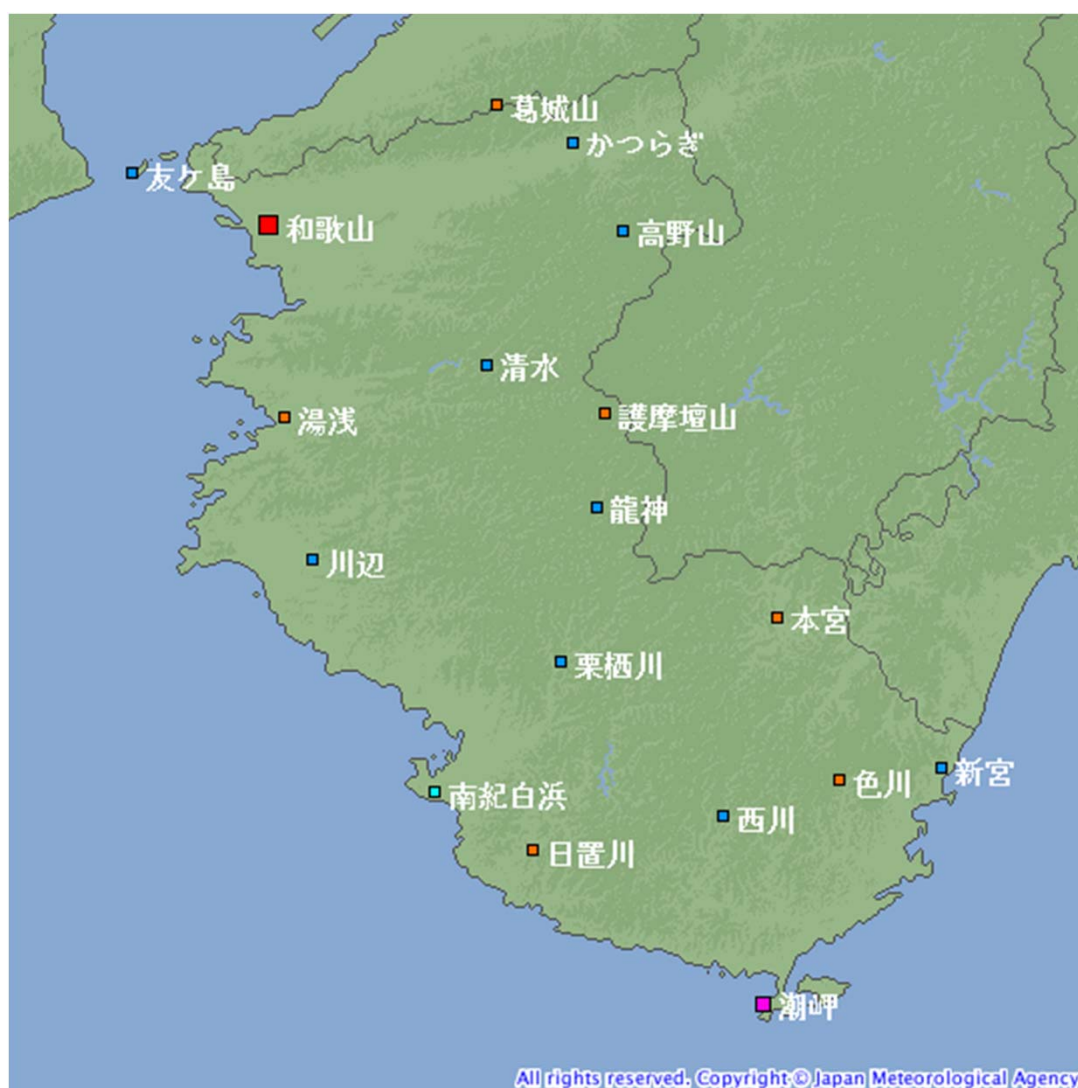 葛城山
かつらぎ
友ケ島
和歌山
高野山
清水
湯浅
護摩壇山
龍神
川辺
本宮
栗栖川
新宮
色川
南紀白浜
西川
日置川
潮岬
All rights reserved. Copyright © Japan Meteorological Agency